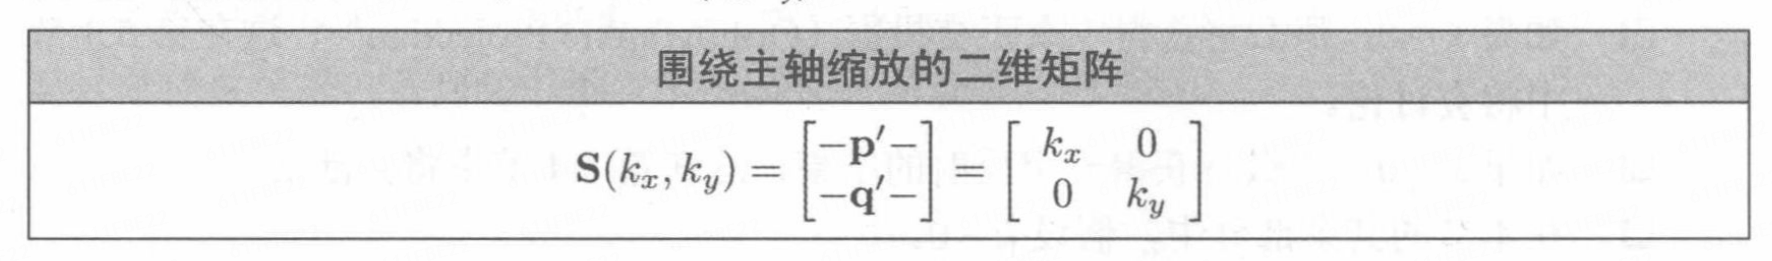 围绕主轴缩放的二维矩阵
$\mathbf{S}(k_x, k_y) = \begin{bmatrix} -\mathbf{p}'- \\ -\mathbf{q}'- \end{bmatrix} = \begin{bmatrix} k_x & 0 \\ 0 & k_y \end{bmatrix}$